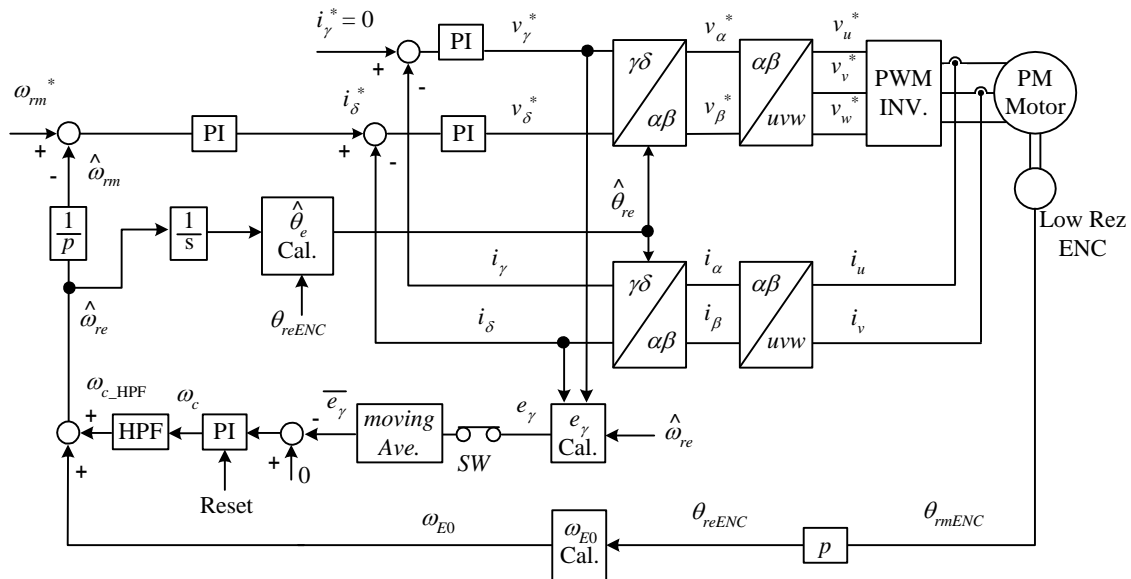 i_γ^* = 0
PI
v_γ^*
v_α^*
v_u^*
γδ
αβ
αβ
uvw
v_v^*
PWM
INV.
PM
Motor
ω_rm^*
i_δ^*
v_δ^*
v_β^*
v_w^*
+
-
PI
+
-
PI
+
-
ω̂_rm
1/p
1/s
θ̂_e
Cal.
θ̂_re
Low Rez
ENC
ω̂_re
θ_reENC
i_γ
γδ
αβ
i_α
αβ
uvw
i_u
i_δ
i_β
i_v
ω_c_HPF
ω_c
e̅_γ
e_γ
+
HPF
PI
-
moving
Ave.
SW
e_γ
Cal.
ω̂_re
+
+
0
Reset
ω_E0
ω_E0
Cal.
θ_reENC
p
θ_rmENC